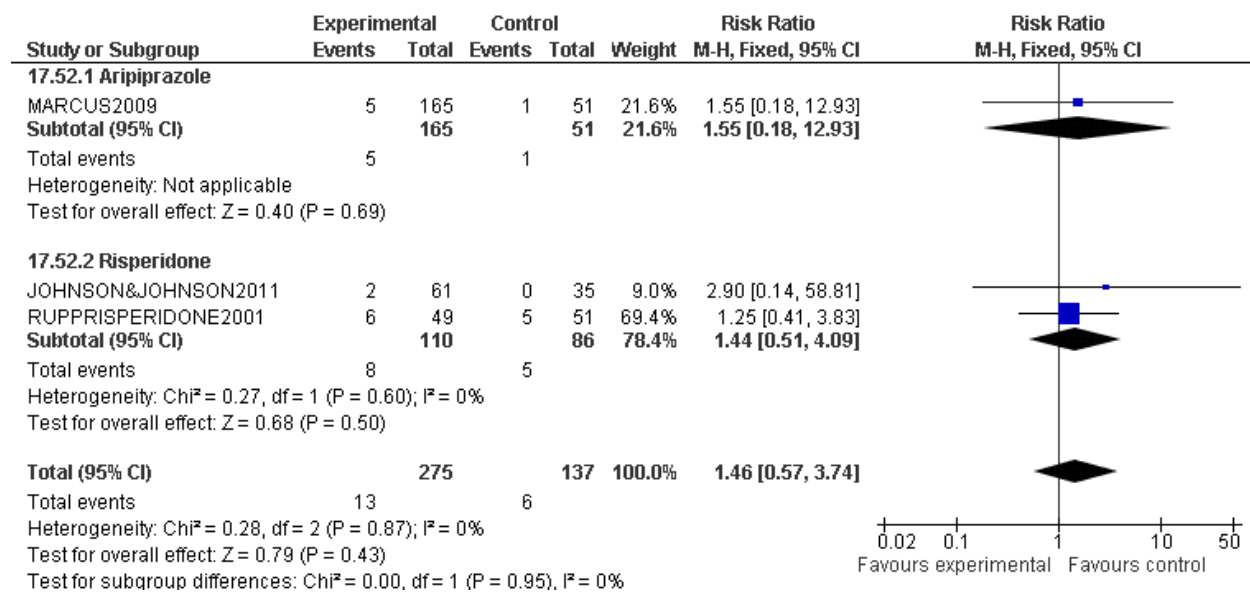 Experimental Control Risk Ratio Risk Ratio
Study or Subgroup Events Total Events Total Weight M-H, Fixed, 95% CI M-H, Fixed, 95% CI
17.52.1 Aripiprazole
MARCUS2009 5 165 1 51 21.6% 1.55 [0.18, 12.93]
Subtotal (95% CI) 165 51 21.6% 1.55 [0.18, 12.93]
Total events 5 1
Heterogeneity: Not applicable
Test for overall effect: Z = 0.40 (P = 0.69)
17.52.2 Risperidone
JOHNSON&JOHNSON2011 2 61 0 35 9.0% 2.90 [0.14, 58.81]
RUPPRISPERIDONE2001 6 49 5 51 69.4% 1.25 [0.41, 3.83]
Subtotal (95% CI) 110 86 78.4% 1.44 [0.51, 4.09]
Total events 8 5
Heterogeneity: Chi² = 0.27, df = 1 (P = 0.60); I² = 0%
Test for overall effect: Z = 0.68 (P = 0.50)
Total (95% CI) 275 137 100.0% 1.46 [0.57, 3.74]
Total events 13 6
Heterogeneity: Chi² = 0.28, df = 2 (P = 0.87); I² = 0%
Test for overall effect: Z = 0.79 (P = 0.43)
Test for subgroup differences: Chi² = 0.00, df = 1 (P = 0.95), I² = 0%
0.02 0.1 1 10 50
Favours experimental Favours control